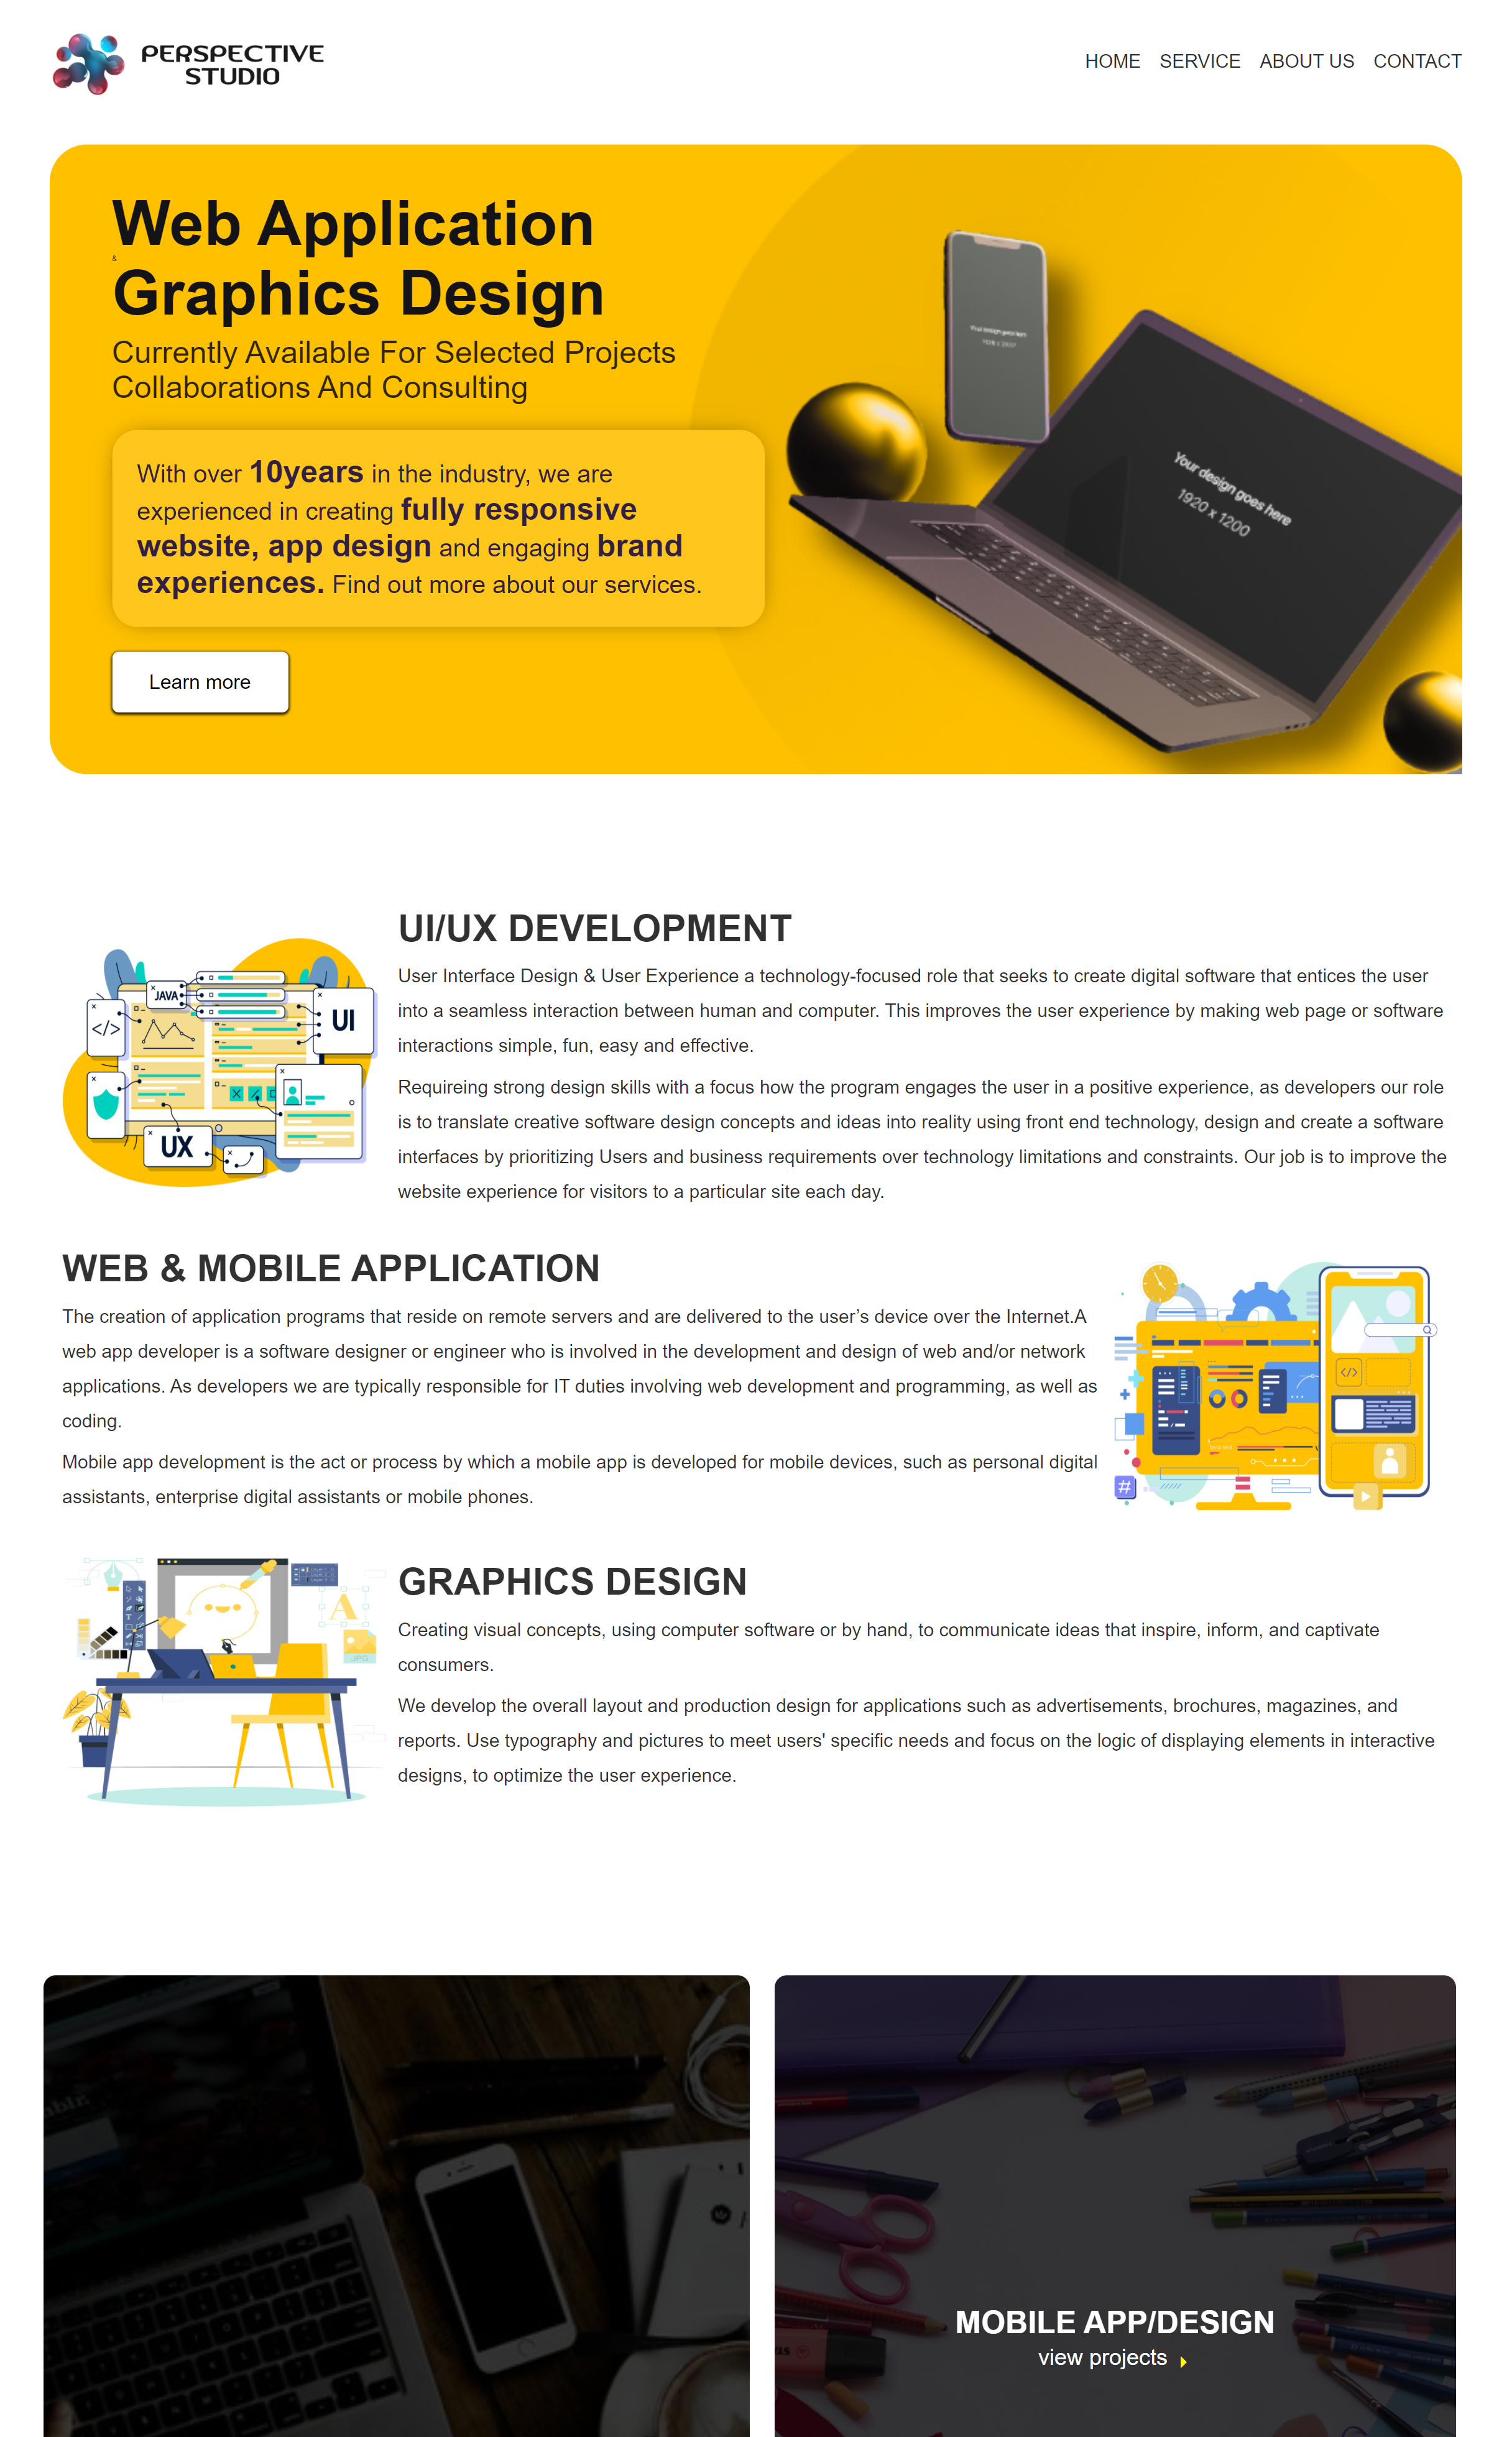 PERSPECTIVE
STUDIO
HOME SERVICE ABOUT US CONTACT
Web Application
&
Graphics Design
Currently Available For Selected Projects
Collaborations And Consulting
With over 10years in the industry, we are
experienced in creating fully responsive
website, app design and engaging brand
experiences. Find out more about our services.
Learn more
Your design goes here
Your design goes here
1920 x 1200
UI/UX DEVELOPMENT
User Interface Design & User Experience a technology-focused role that seeks to create digital software that entices the user
into a seamless interaction between human and computer. This improves the user experience by making web page or software
interactions simple, fun, easy and effective.
Requireing strong design skills with a focus how the program engages the user in a positive experience, as developers our role
is to translate creative software design concepts and ideas into reality using front end technology, design and create a software
interfaces by prioritizing Users and business requirements over technology limitations and constraints. Our job is to improve the
website experience for visitors to a particular site each day.
JAVA
</>
UI
UX
WEB & MOBILE APPLICATION
The creation of application programs that reside on remote servers and are delivered to the user’s device over the Internet.A
web app developer is a software designer or engineer who is involved in the development and design of web and/or network
applications. As developers we are typically responsible for IT duties involving web development and programming, as well as
coding.
Mobile app development is the act or process by which a mobile app is developed for mobile devices, such as personal digital
assistants, enterprise digital assistants or mobile phones.
</>
#
GRAPHICS DESIGN
Creating visual concepts, using computer software or by hand, to communicate ideas that inspire, inform, and captivate
consumers.
We develop the overall layout and production design for applications such as advertisements, brochures, magazines, and
reports. Use typography and pictures to meet users' specific needs and focus on the logic of displaying elements in interactive
designs, to optimize the user experience.
A
JPG
MOBILE APP/DESIGN
view projects